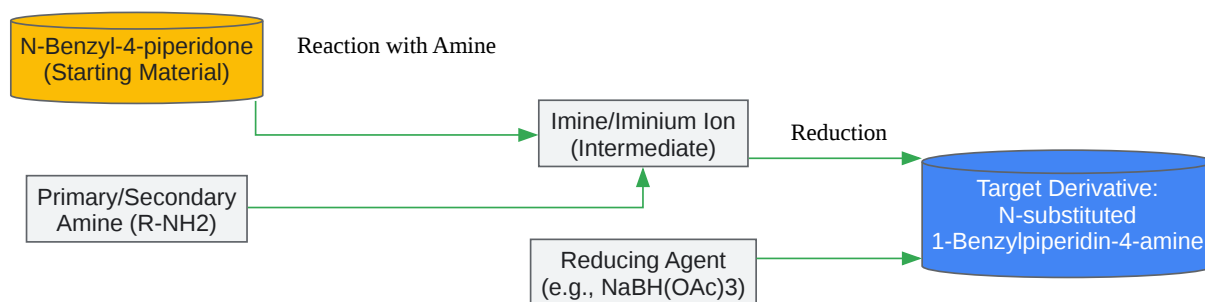 N-Benzyl-4-piperidone
(Starting Material)
Reaction with Amine
Imine/Iminium Ion
(Intermediate)
Reduction
Primary/Secondary
Amine (R-NH2)
Target Derivative:
N-substituted
1-Benzylpiperidin-4-amine
Reducing Agent
(e.g., NaBH(OAc)3)